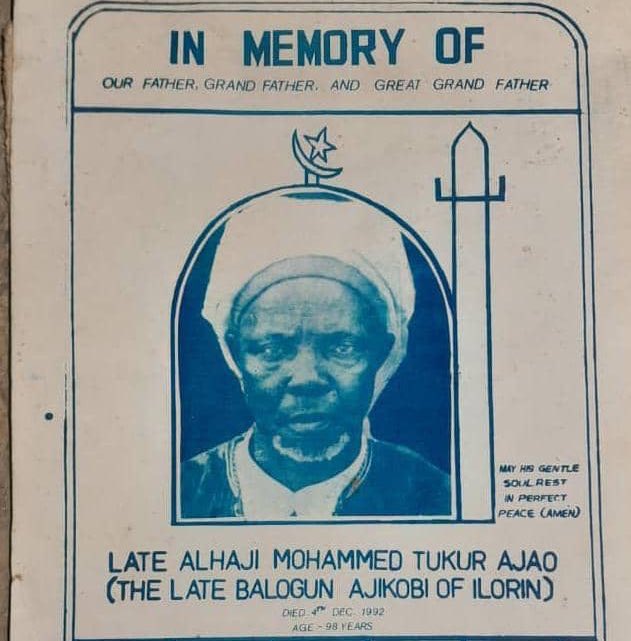 IN MEMORY OF
OUR FATHER, GRAND FATHER, AND GREAT GRAND FATHER
MAY HIS GENTLE
SOUL REST
IN PERFECT
PEACE (AMEN)
LATE ALHAJI MOHAMMED TUKUR AJAO
(THE LATE BALOGUN AJIKOBI OF ILORIN)
DIED 4TH DEC. 1992
AGE - 98 YEARS